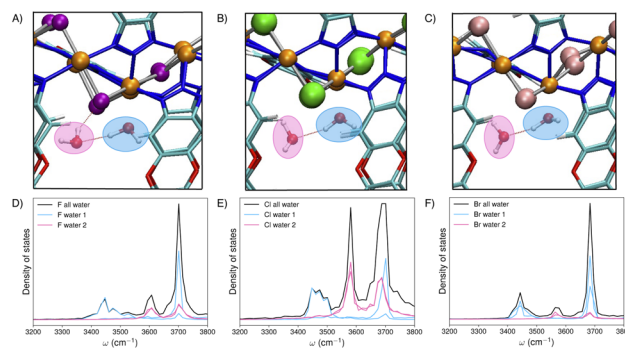 A)
B)
C)
D)
F all water
F water 1
F water 2
Density of states
3200 3300 3400 3500 3600 3700 3800
ω (cm⁻¹)
E)
Cl all water
Cl water 1
Cl water 2
Density of states
3200 3300 3400 3500 3600 3700 3800
ω (cm⁻¹)
F)
Br all water
Br water 1
Br water 2
Density of states
3200 3300 3400 3500 3600 3700 3800
ω (cm⁻¹)